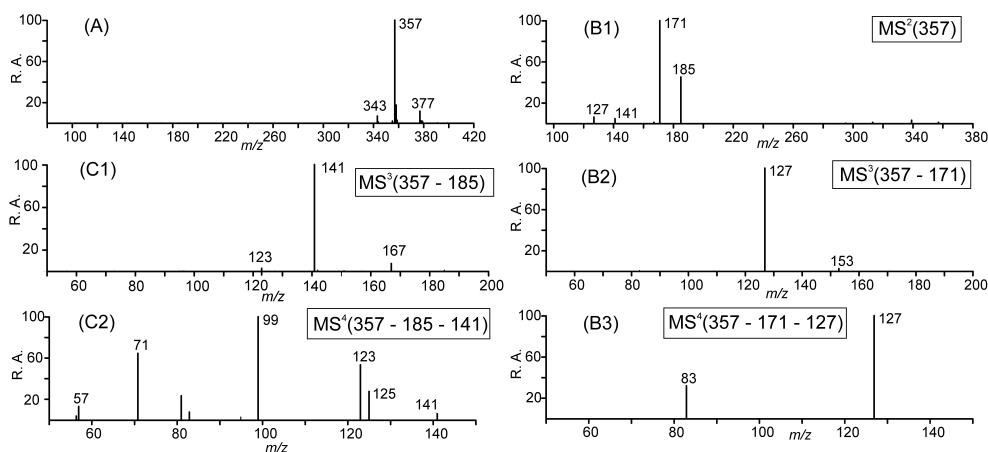 (A)
R. A.
100
60
20
357
343
377
80 100 140 180 220 260 300 340 380 420
m/z
(B1)
MS²(357)
R. A.
100
60
20
171
185
127
141
100 140 180 220 260 300 340 380
m/z
(C1)
MS³(357 - 185)
R. A.
100
60
20
141
123
167
60 80 100 120 140 160 180 200
m/z
(B2)
MS³(357 - 171)
R. A.
100
60
20
127
153
60 80 100 120 140 160 180 200
m/z
(C2)
MS⁴(357 - 185 - 141)
R. A.
100
60
20
99
71
57
123
125
141
60 80 100 120 140
m/z
(B3)
MS⁴(357 - 171 - 127)
R. A.
100
60
20
127
83
60 80 100 120 140
m/z